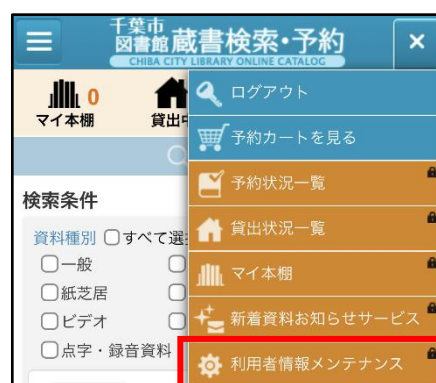 千葉市
図書館 蔵書検索・予約
CHIBA CITY LIBRARY ONLINE CATALOG
0
マイ本棚
貸出
検索条件
資料種別 すべて選
一般
紙芝居
ビデオ
点字・録音資料
ログアウト
予約カートを見る
予約状況一覧
貸出状況一覧
マイ本棚
新着資料お知らせサービス
利用者情報メンテナンス